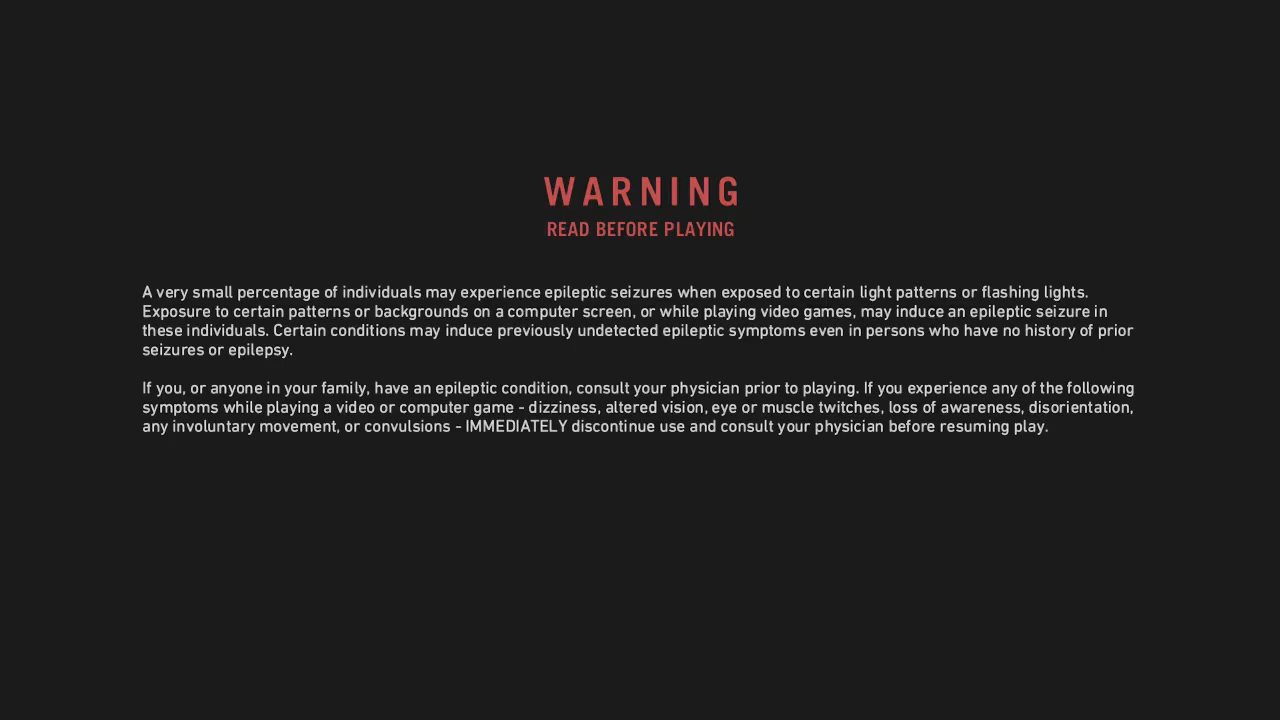 WARNING
READ BEFORE PLAYING
A very small percentage of individuals may experience epileptic seizures when exposed to certain light patterns or flashing lights.
Exposure to certain patterns or backgrounds on a computer screen, or while playing video games, may induce an epileptic seizure in
these individuals. Certain conditions may induce previously undetected epileptic symptoms even in persons who have no history of prior
seizures or epilepsy.
If you, or anyone in your family, have an epileptic condition, consult your physician prior to playing. If you experience any of the following
symptoms while playing a video or computer game - dizziness, altered vision, eye or muscle twitches, loss of awareness, disorientation,
any involuntary movement, or convulsions - IMMEDIATELY discontinue use and consult your physician before resuming play.